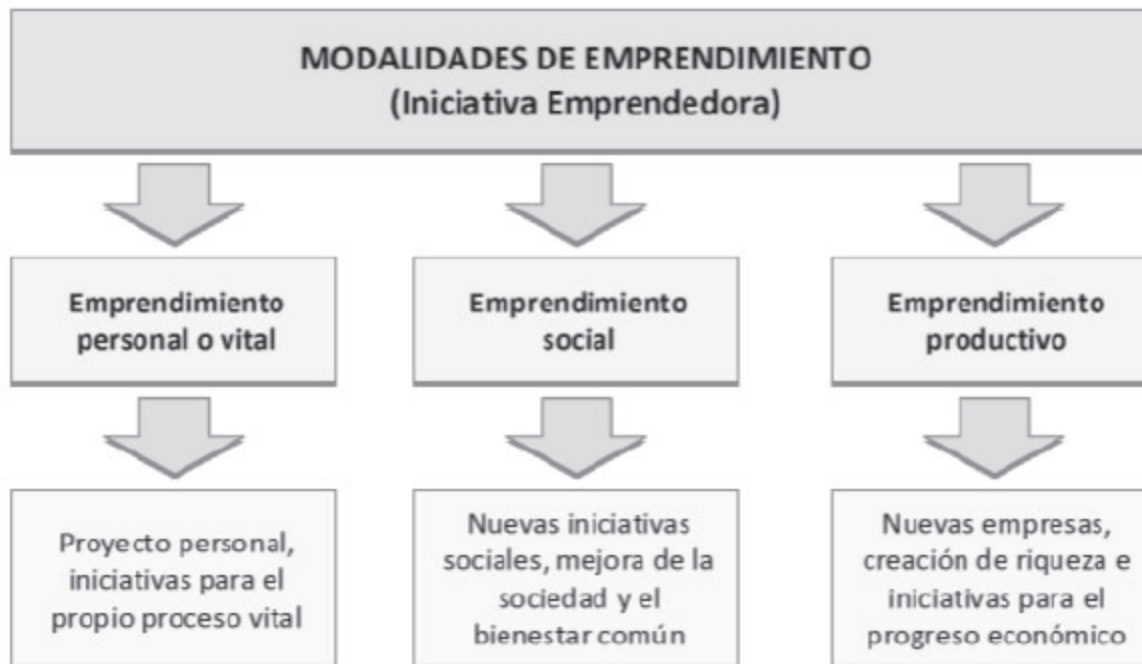 MODALIDADES DE EMPRENDIMIENTO
(Iniciativa Emprendedora)
Emprendimiento
personal o vital
Emprendimiento
social
Emprendimiento
productivo
Proyecto personal,
iniciativas para el
propio proceso vital
Nuevas iniciativas
sociales, mejora de la
sociedad y el
bienestar común
Nuevas empresas,
creación de riqueza e
iniciativas para el
progreso económico